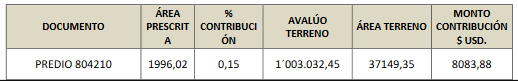 DOCUMENTO
ÁREA
PRESCRIT
A
%
CONTRIBUCI
ÓN
AVALÚO
TERRENO
ÁREA TERRENO
MONTO
CONTRIBUCIÓN
$ USD.
PREDIO 804210
1996,02
0,15
1´003.032,45
37149,35
8083,88